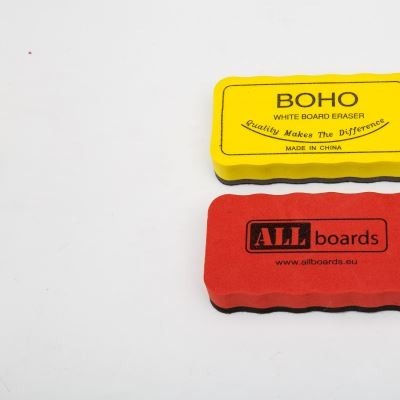 BOHO
WHITE BOARD ERASER
Quality Makes The Difference
MADE IN CHINA
ALL boards
www.allboards.eu